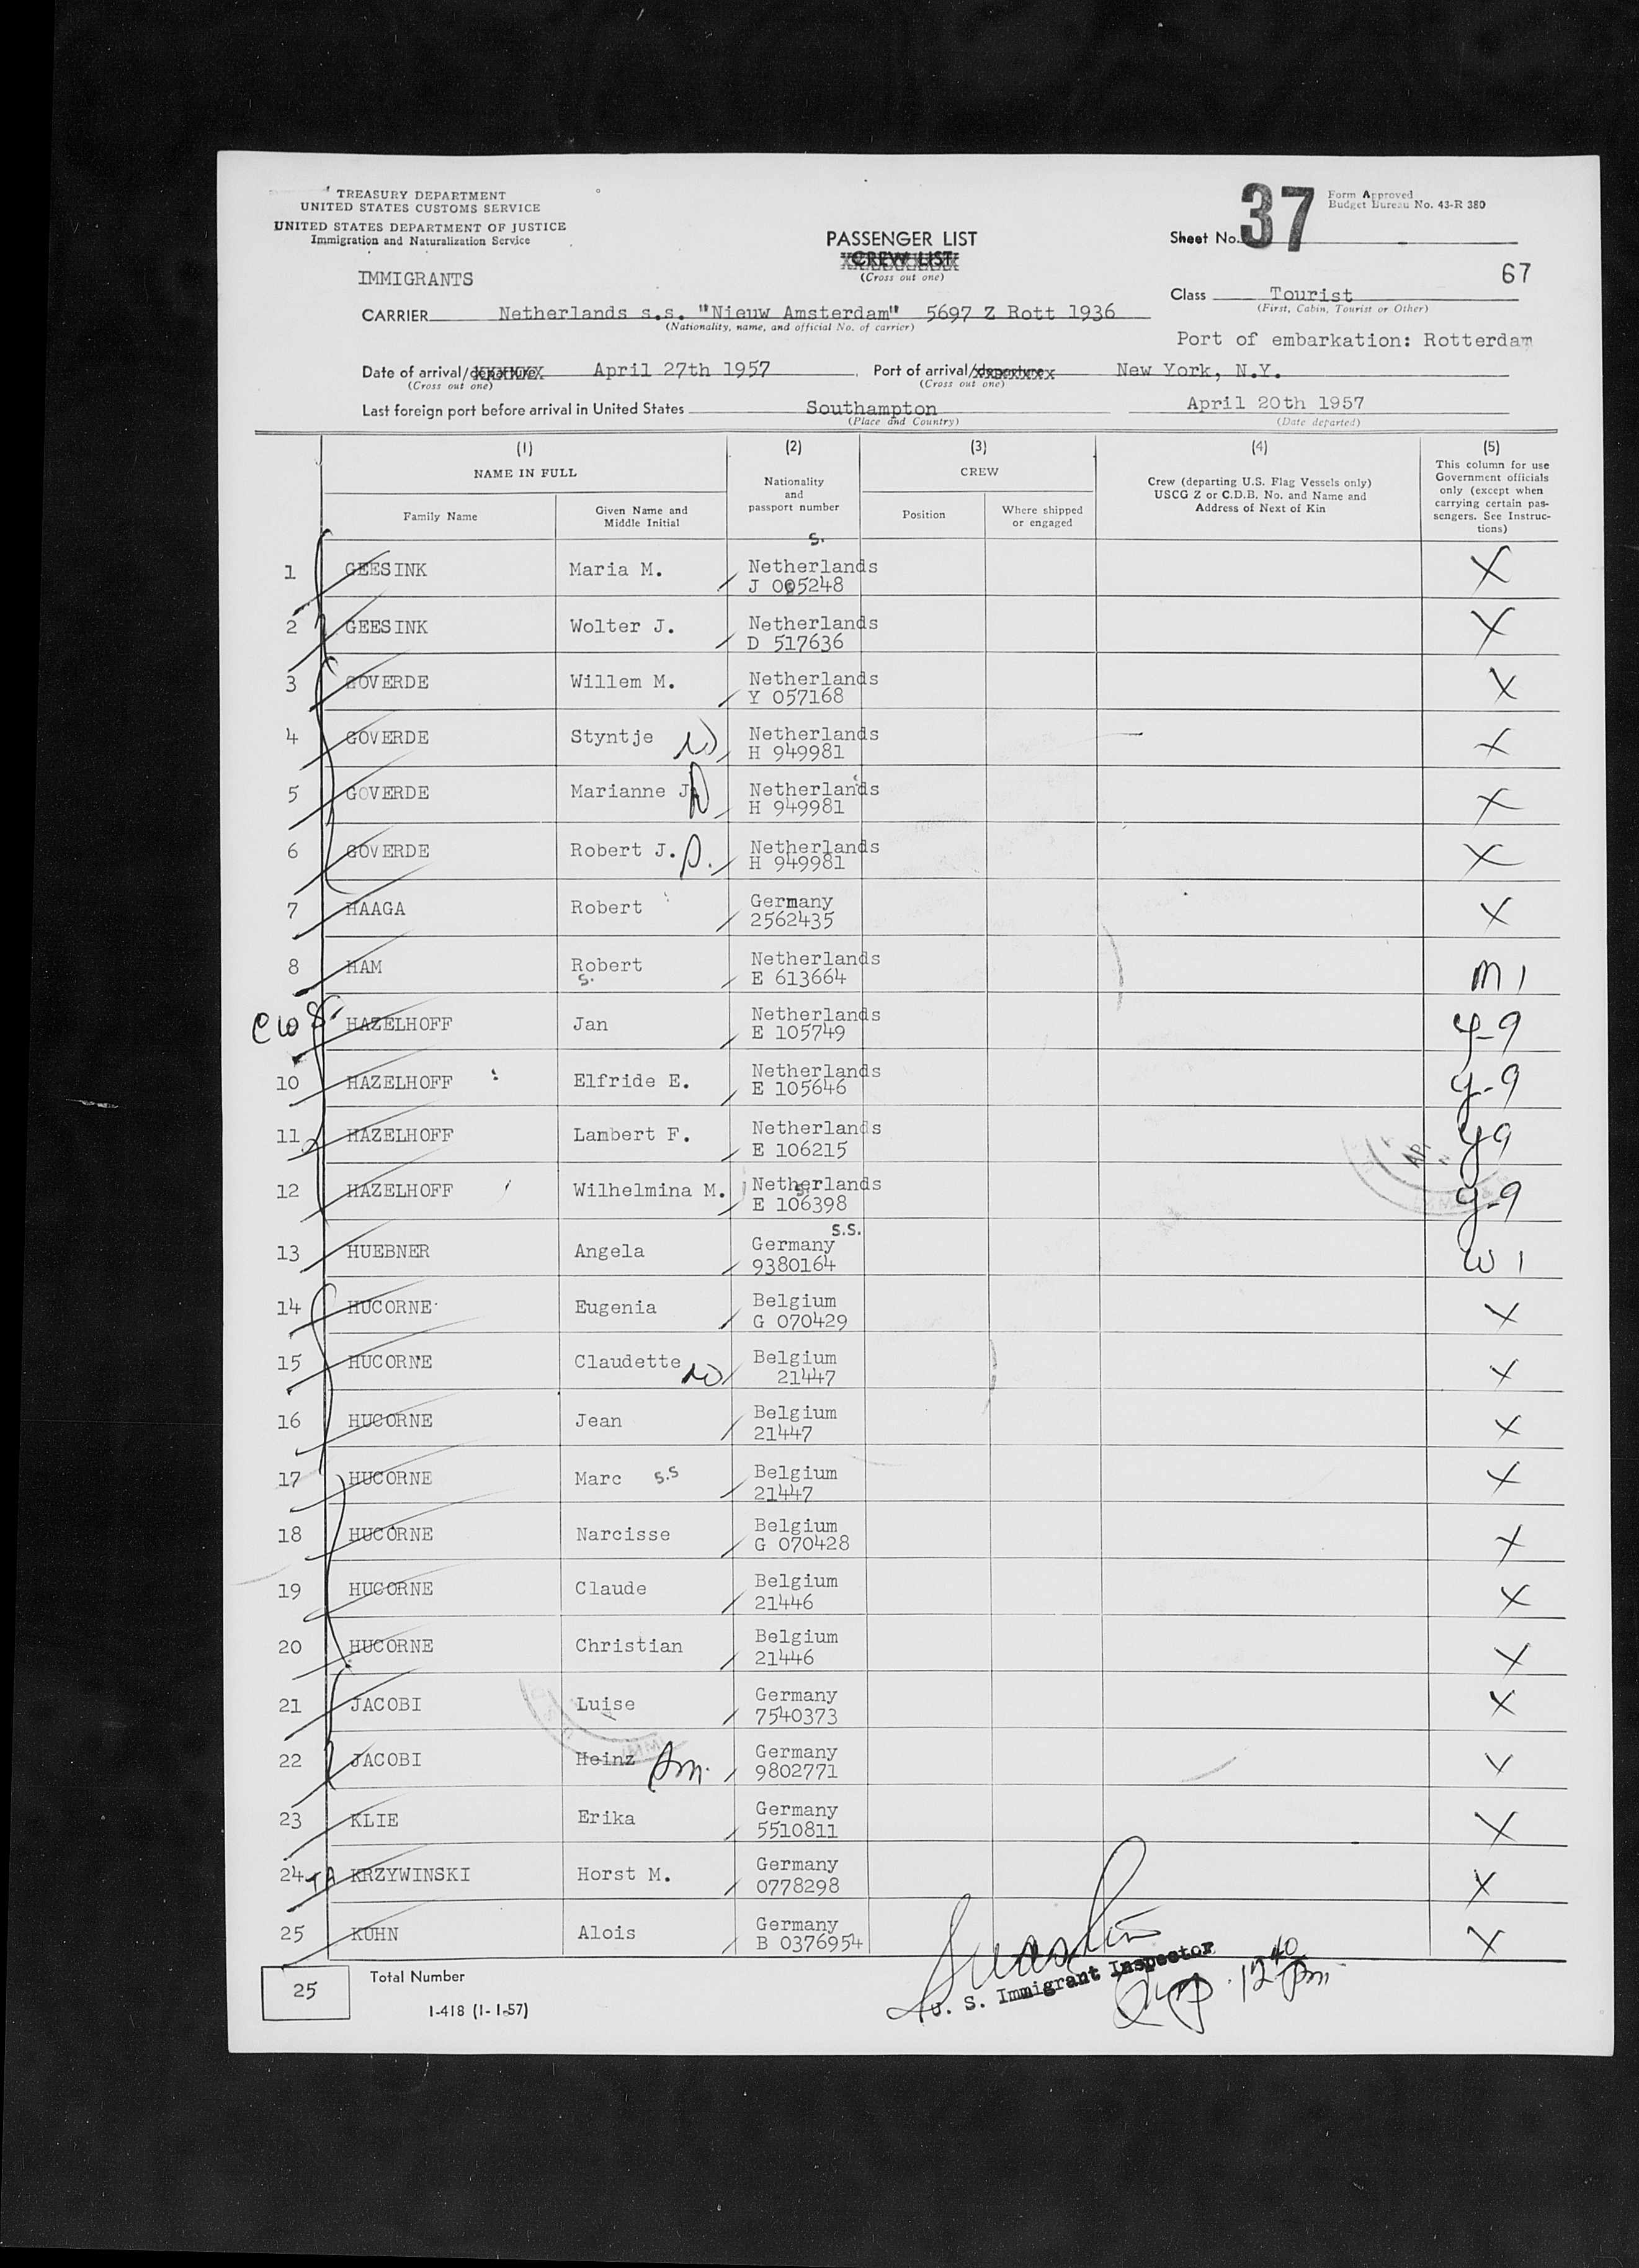 TREASURY DEPARTMENT
UNITED STATES CUSTOMS SERVICE
UNITED STATES DEPARTMENT OF JUSTICE
Immigration and Naturalization Service
IMMIGRANTS
PASSENGER LIST
CREW LIST
(Cross out one)
Form Approved
Budget Bureau No. 43-R 380
Sheet No. 37
67
Class Tourist
(First, Cabin, Tourist or Other)
CARRIER Netherlands s.s. "Nieuw Amsterdam" 5697 Z Rott 1936
(Nationality, name, and official No. of carrier)
Port of embarkation: Rotterdam
Date of arrival/departure April 27th 1957 Port of arrival/departure New York, N.Y.
(Cross out one) (Cross out one)
Last foreign port before arrival in United States Southampton April 20th 1957
(Place and Country) (Date departed)
(1) (2) (3) (4) (5)
NAME IN FULL
Family Name
Given Name and
Middle Initial
Nationality
and
passport number
CREW
Position
Where shipped
or engaged
Crew (departing U.S. Flag Vessels only)
USCG Z or C.D.B. No. and Name and
Address of Next of Kin
This column for use
Government officials
only (except when
carrying certain pas-
sengers. See Instruc-
tions)
S.
1 GEESINK Maria M. Netherlands X
J 005248
2 GEESINK Wolter J. Netherlands X
D 517636
3 GOVERDE Willem M. Netherlands X
Y 057168
4 GOVERDE Styntje Netherlands X
H 949981
5 GOVERDE Marianne J. Netherlands X
H 949981
6 GOVERDE Robert J. Netherlands X
H 949981
7 HAAGA Robert Germany X
2562435
8 HAM Robert Netherlands M 1
S. E 613664
HAZELHOFF Jan Netherlands y-9
E 105749
10 HAZELHOFF Elfride E. Netherlands y-9
E 105646
11 HAZELHOFF Lambert F. Netherlands y9
E 106215
12 HAZELHOFF Wilhelmina M. Netherlands y-9
E 106398
S.S.
13 HUEBNER Angela Germany W 1
9380164
14 HUCORNE Eugenia Belgium X
G 070429
15 HUCORNE Claudette Belgium X
21447
16 HUCORNE Jean Belgium X
21447
17 HUCORNE Marc S.S Belgium X
21447
18 HUCORNE Narcisse Belgium X
G 070428
19 HUCORNE Claude Belgium X
21446
20 HUCORNE Christian Belgium X
21446
21 JACOBI Luise Germany X
7540373
22 JACOBI Heinz Germany X
9802771
23 KLIE Erika Germany X
5510811
24 KRZYWINSKI Horst M. Germany X
0778298
25 KUHN Alois Germany X
B 0376954
25 Total Number
I-418 (1-1-57)
U. S. Immigrant Inspector
12 40 pm